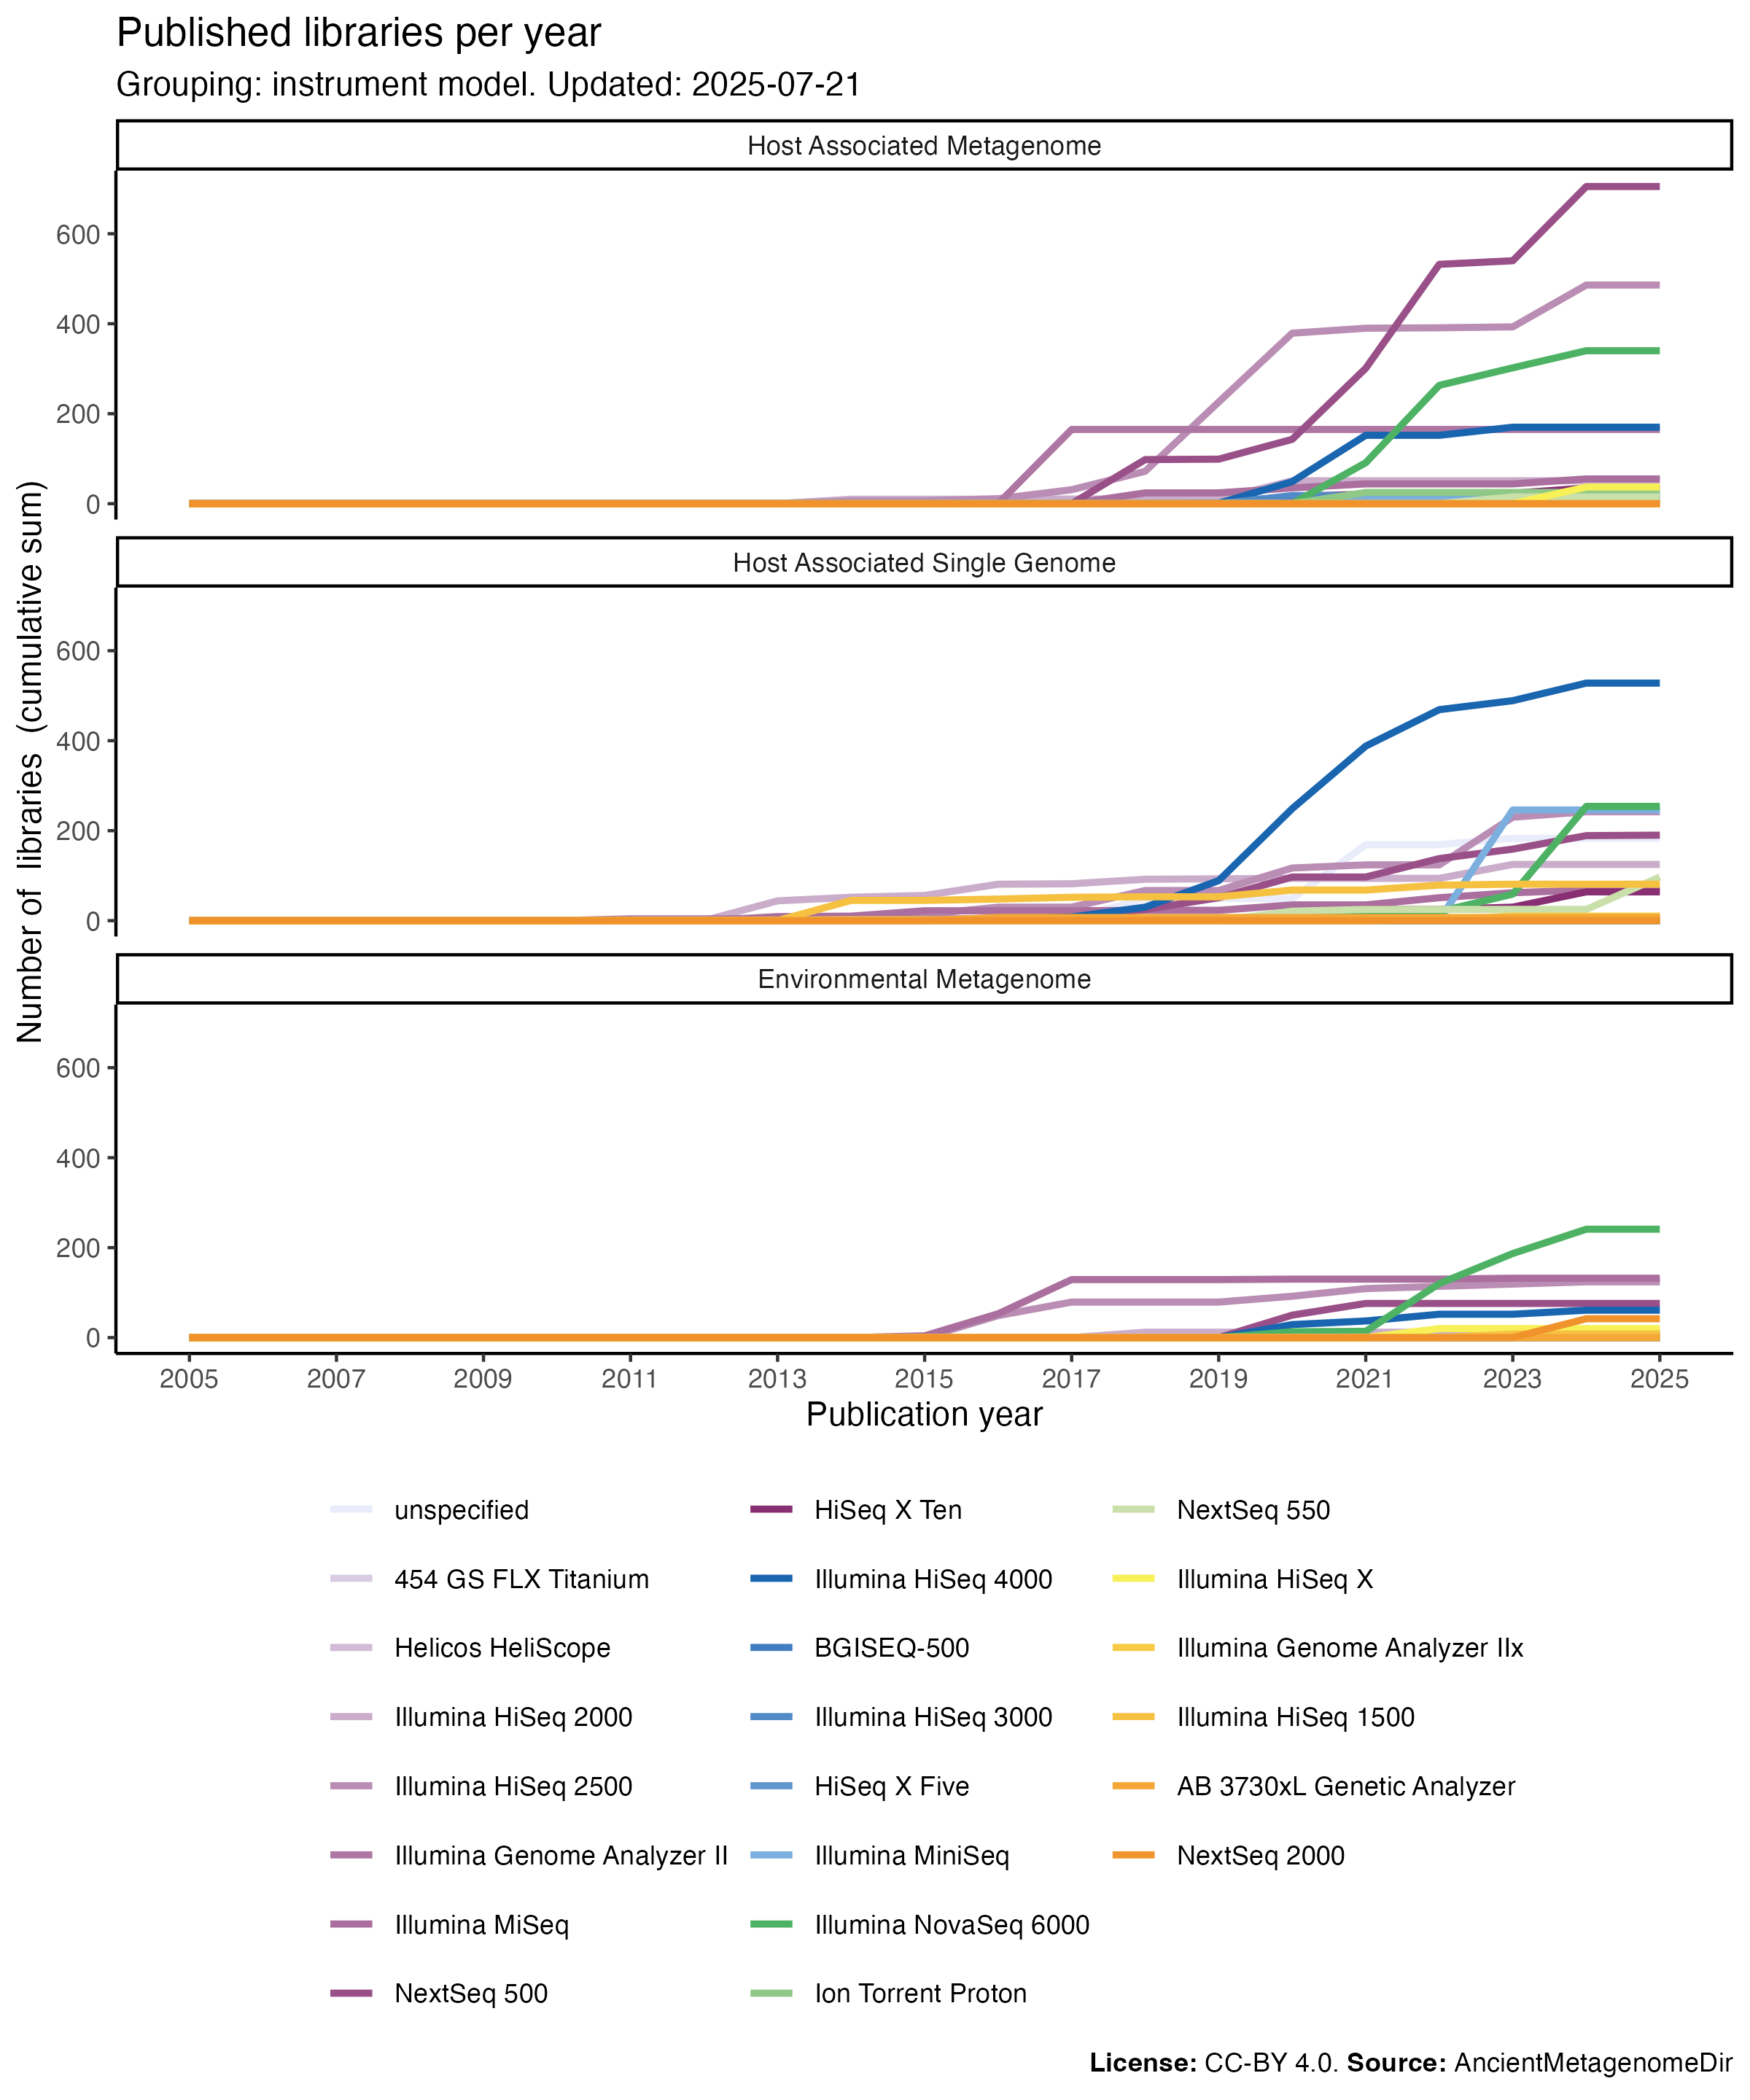 Published libraries per year
Grouping: instrument model. Updated: 2025-07-21
Number of libraries (cumulative sum)
Host Associated Metagenome
600
400
200
0
Host Associated Single Genome
600
400
200
0
Environmental Metagenome
600
400
200
0
2005 2007 2009 2011 2013 2015 2017 2019 2021 2023 2025
Publication year
unspecified
454 GS FLX Titanium
Helicos HeliScope
Illumina HiSeq 2000
Illumina HiSeq 2500
Illumina Genome Analyzer II
Illumina MiSeq
NextSeq 500
HiSeq X Ten
Illumina HiSeq 4000
BGISEQ-500
Illumina HiSeq 3000
HiSeq X Five
Illumina MiniSeq
Illumina NovaSeq 6000
Ion Torrent Proton
NextSeq 550
Illumina HiSeq X
Illumina Genome Analyzer IIx
Illumina HiSeq 1500
AB 3730xL Genetic Analyzer
NextSeq 2000
License: CC-BY 4.0. Source: AncientMetagenomeDir